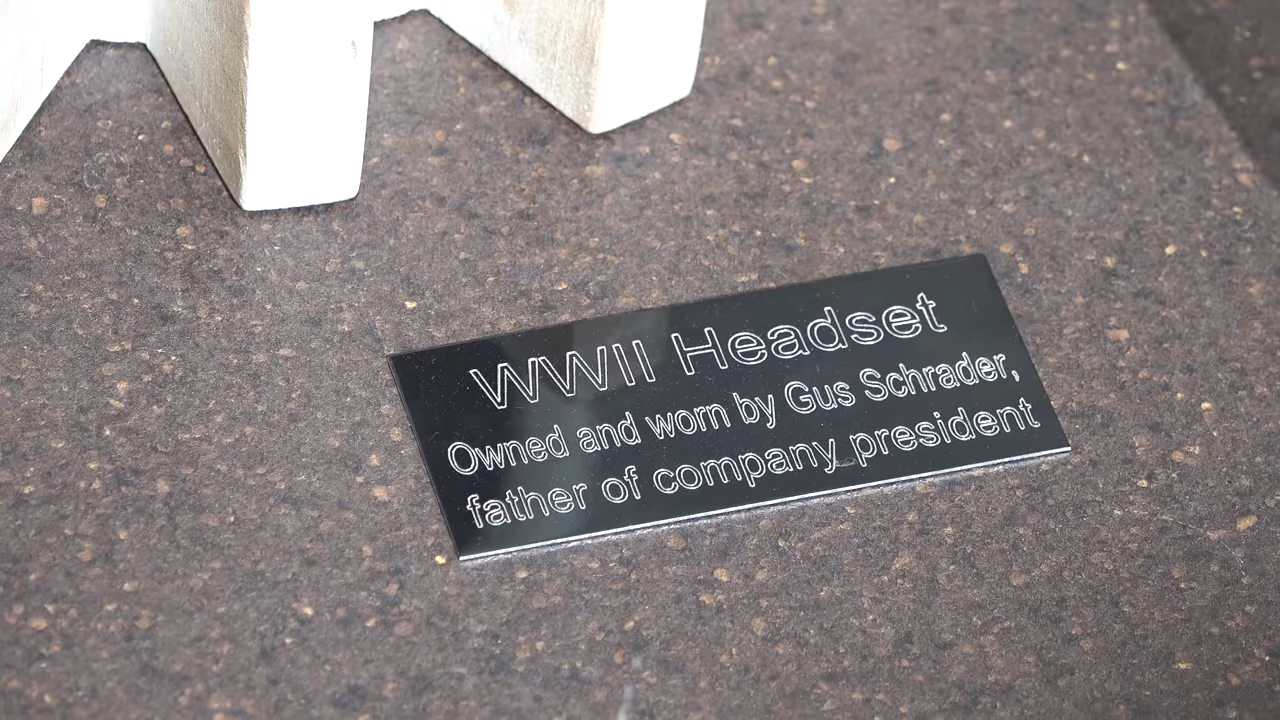 WWII Headset
Owned and worn by Gus Schrader,
father of company president